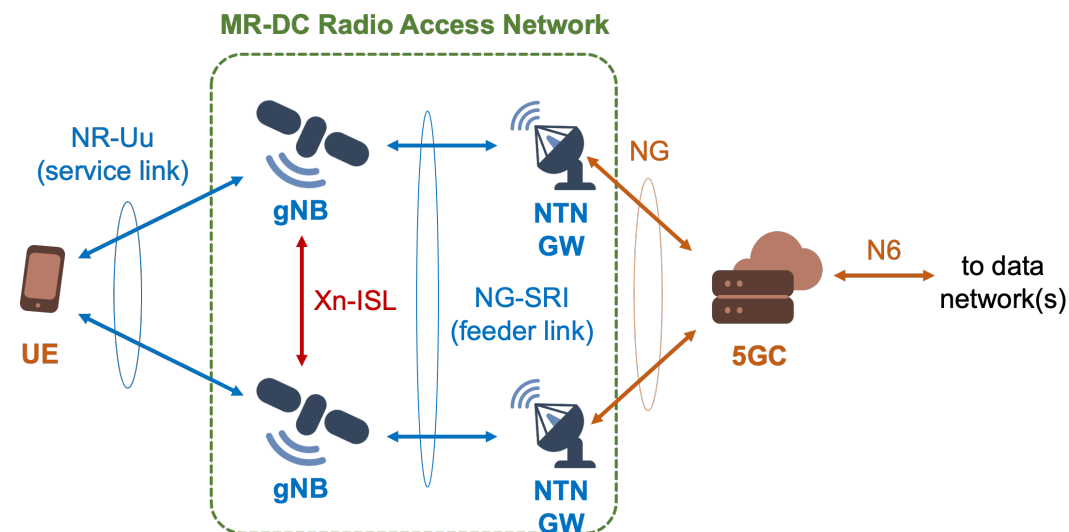 MR-DC Radio Access Network
NR-Uu
(service link)
gNB
NTN
GW
NG
UE
Xn-ISL
NG-SRI
(feeder link)
5GC
N6
to data
network(s)
gNB
NTN
GW